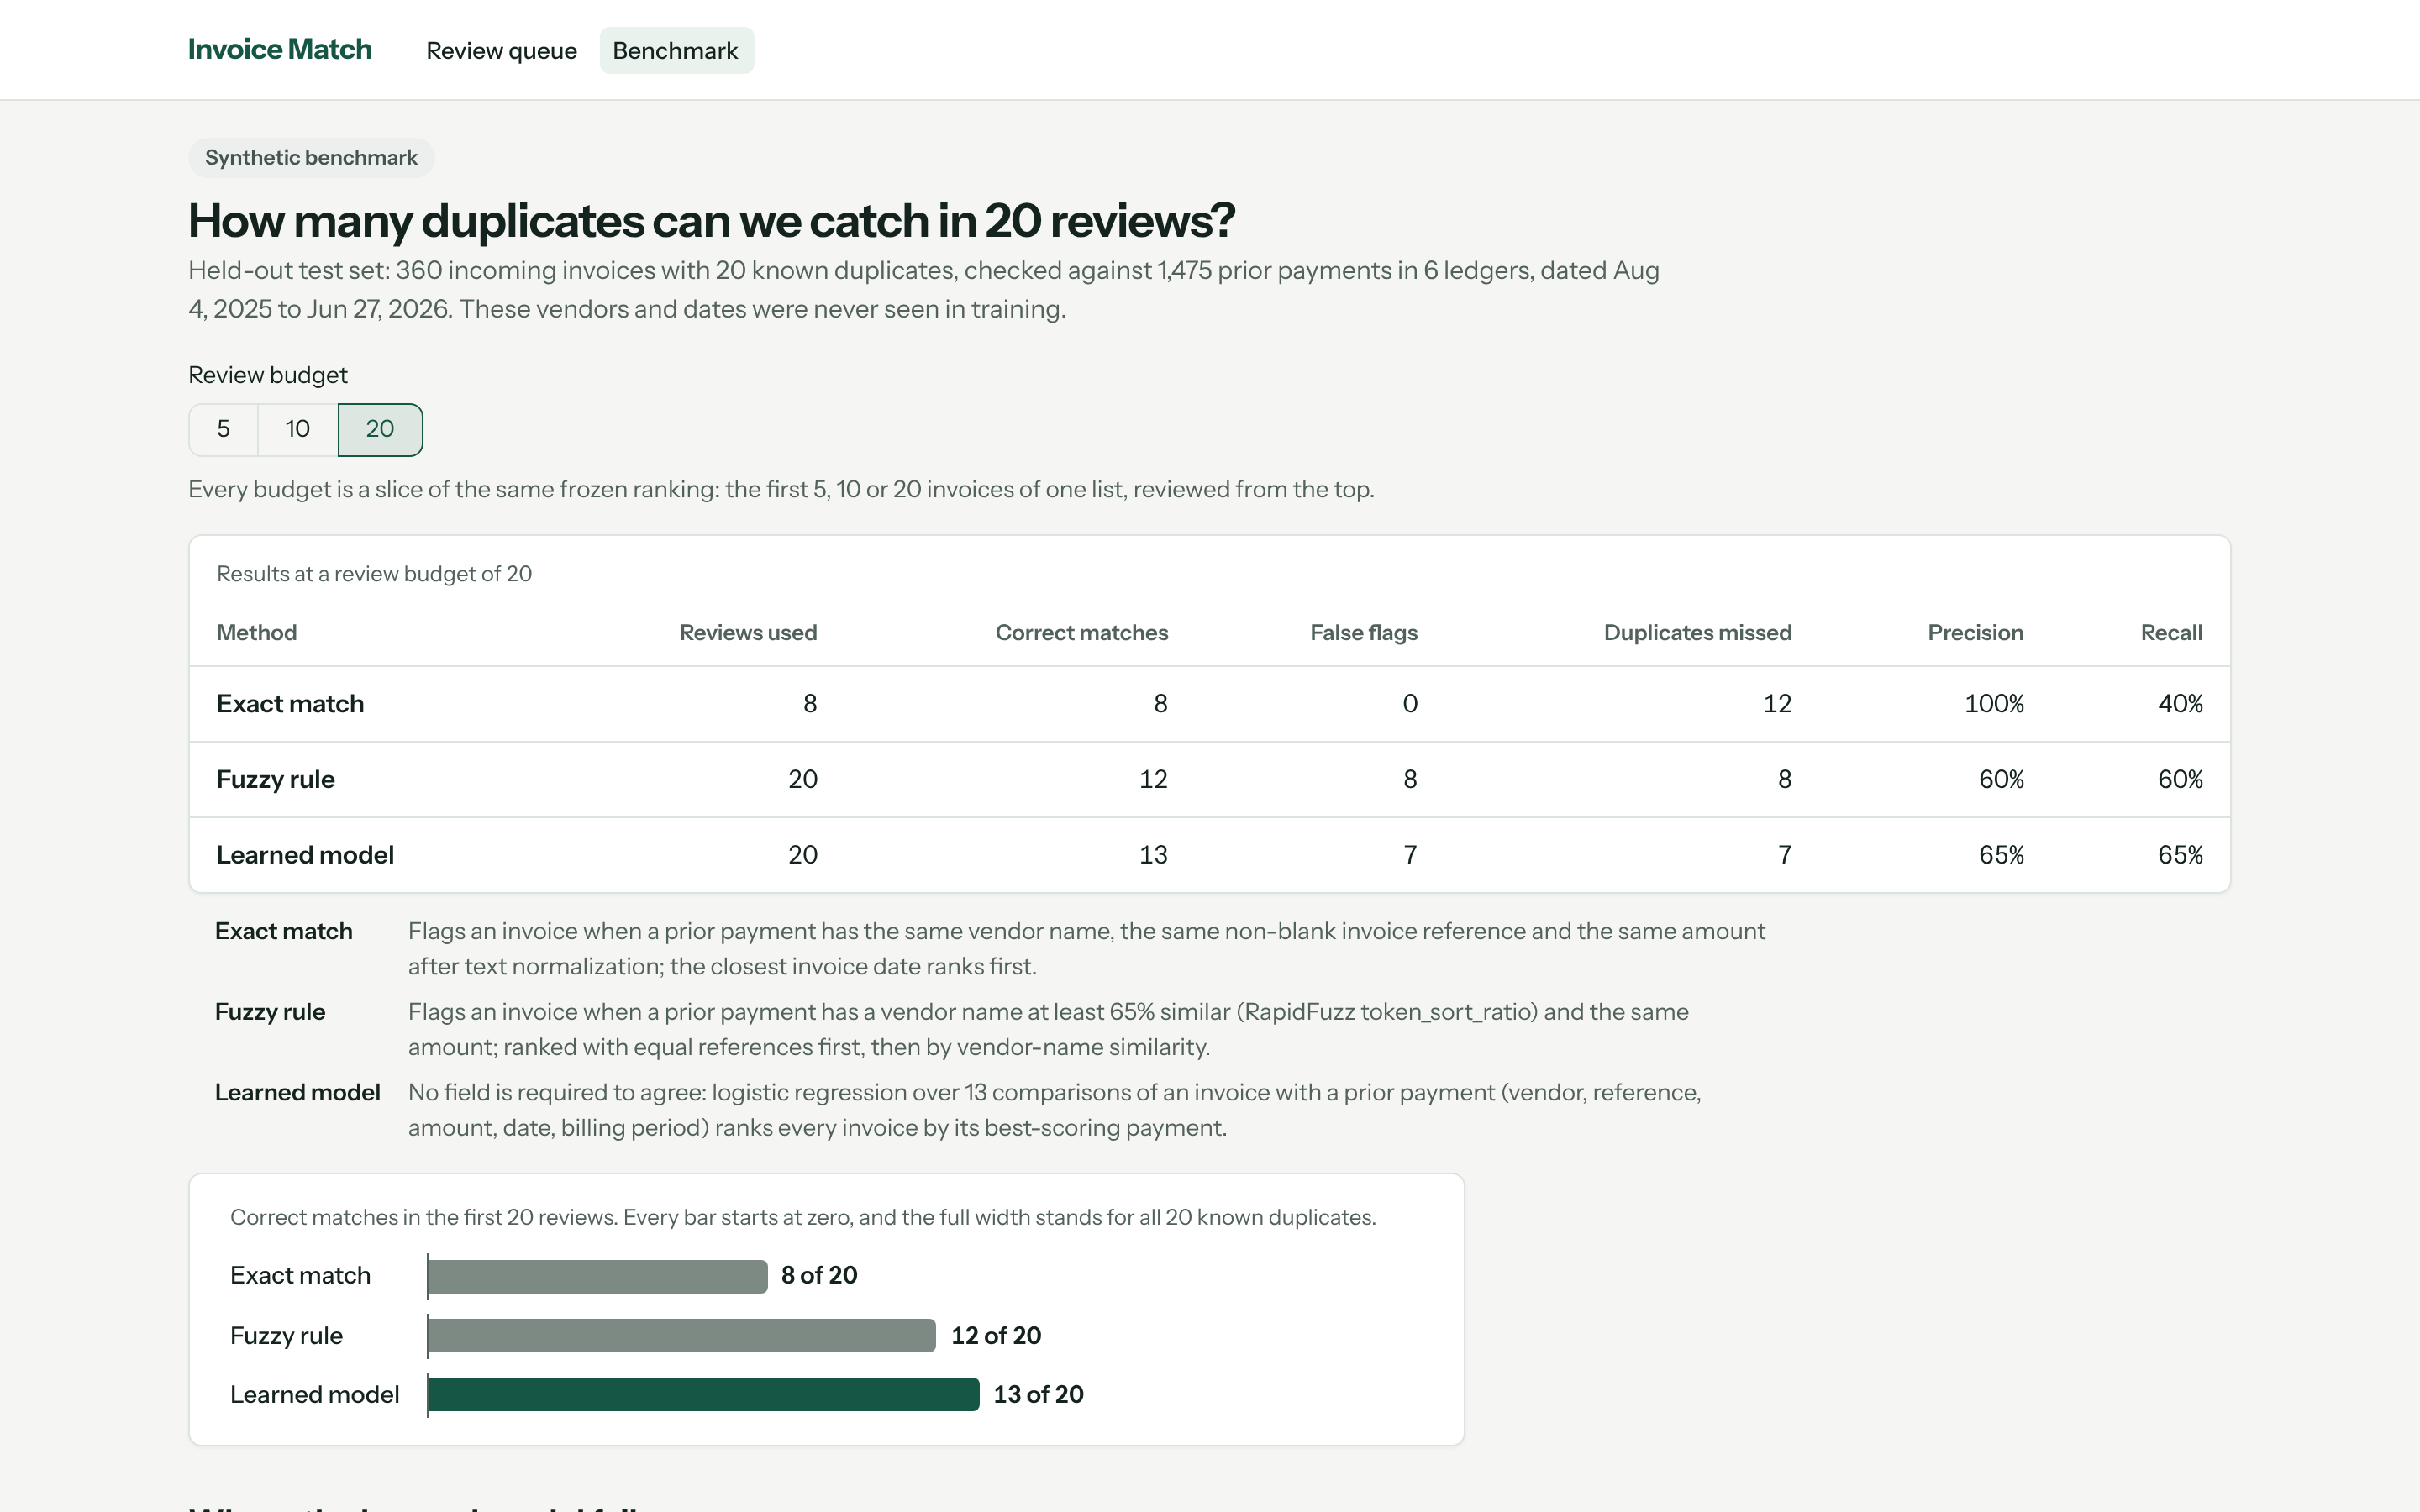 Invoice Match Review queue Benchmark
Synthetic benchmark
How many duplicates can we catch in 20 reviews?
Held-out test set: 360 incoming invoices with 20 known duplicates, checked against 1,475 prior payments in 6 ledgers, dated Aug
4, 2025 to Jun 27, 2026. These vendors and dates were never seen in training.
Review budget
5 10 20
Every budget is a slice of the same frozen ranking: the first 5, 10 or 20 invoices of one list, reviewed from the top.
Results at a review budget of 20
Method Reviews used Correct matches False flags Duplicates missed Precision Recall
Exact match 8 8 0 12 100% 40%
Fuzzy rule 20 12 8 8 60% 60%
Learned model 20 13 7 7 65% 65%
Exact match Flags an invoice when a prior payment has the same vendor name, the same non-blank invoice reference and the same amount
after text normalization; the closest invoice date ranks first.
Fuzzy rule Flags an invoice when a prior payment has a vendor name at least 65% similar (RapidFuzz token_sort_ratio) and the same
amount; ranked with equal references first, then by vendor-name similarity.
Learned model No field is required to agree: logistic regression over 13 comparisons of an invoice with a prior payment (vendor, reference,
amount, date, billing period) ranks every invoice by its best-scoring payment.
Correct matches in the first 20 reviews. Every bar starts at zero, and the full width stands for all 20 known duplicates.
Exact match 8 of 20
Fuzzy rule 12 of 20
Learned model 13 of 20